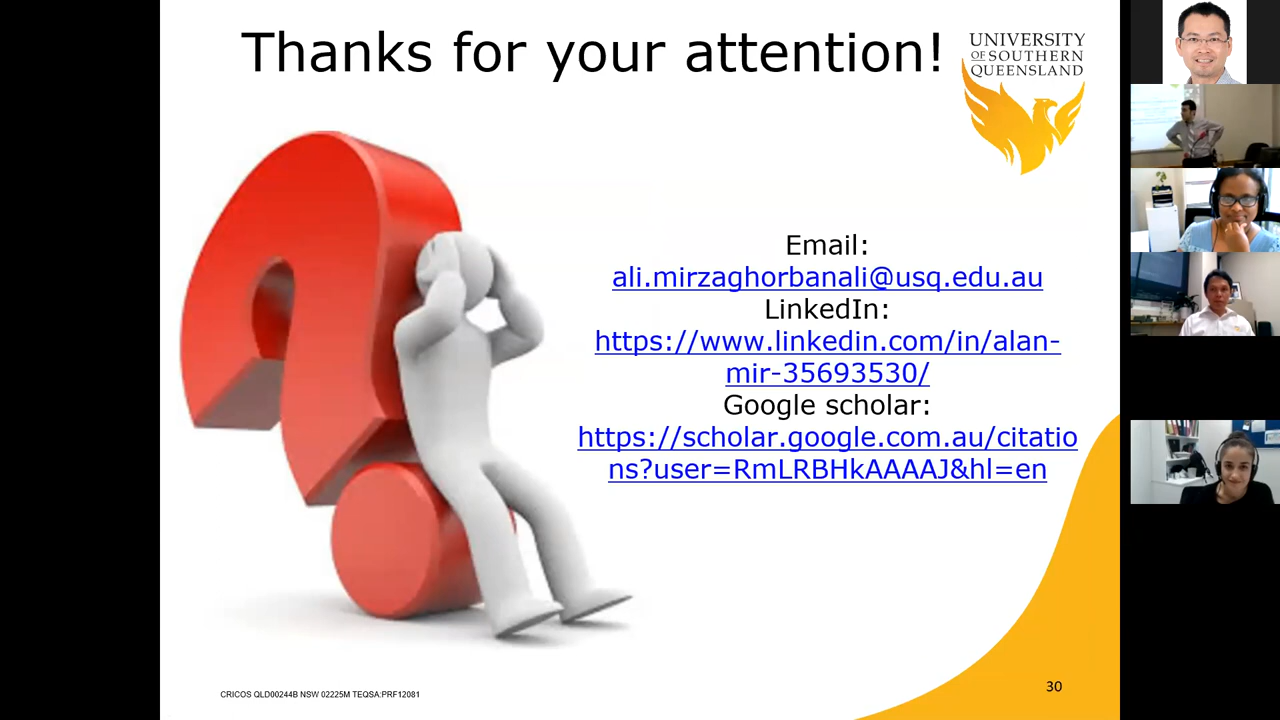 Thanks for your attention!
UNIVERSITY
OF SOUTHERN
QUEENSLAND
Email:
ali.mirzaghorbanali@usq.edu.au
LinkedIn:
https://www.linkedin.com/in/alan-
mir-35693530/
Google scholar:
https://scholar.google.com.au/citatio
ns?user=RmLRBHkAAAAJ&hl=en
CRICOS QLD00244B NSW 02225M TEQSA:PRF12081
30